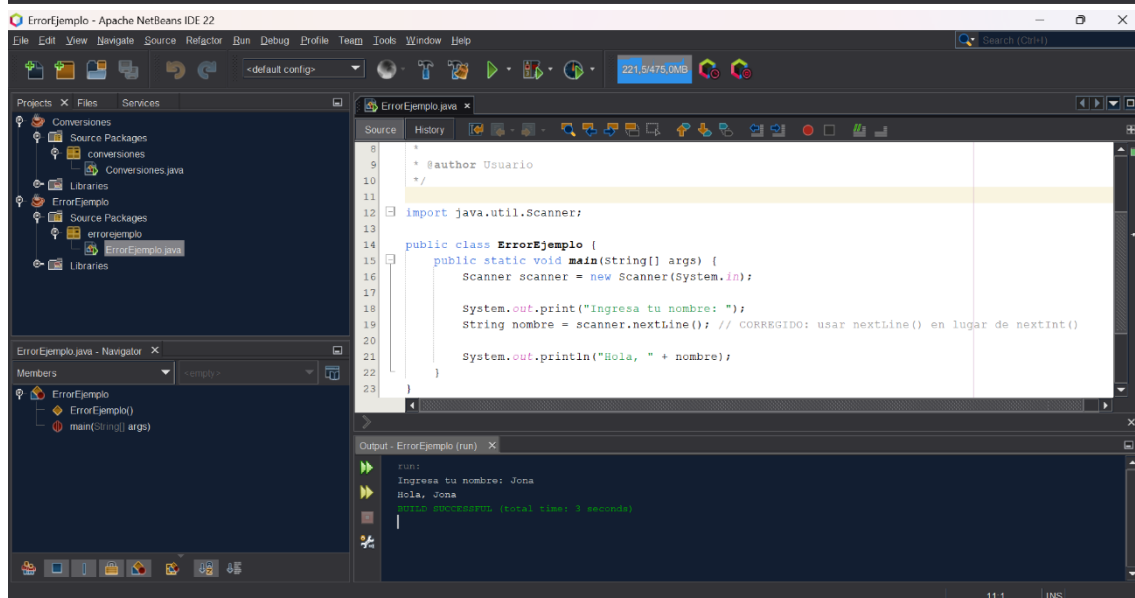 ErrorEjemplo - Apache NetBeans IDE 22
File Edit View Navigate Source Refactor Run Debug Profile Team Tools Window Help
Search (Ctrl+I)
<default config>
221,5/475,0MB
Projects Files Services
Conversiones
Source Packages
conversiones
Conversiones.java
Libraries
ErrorEjemplo
Source Packages
errorejemplo
ErrorEjemplo.java
Libraries
ErrorEjemplo.java - Navigator
Members <empty>
ErrorEjemplo
ErrorEjemplo()
main(String[] args)
ErrorEjemplo.java
Source History
8 *
9 * @author Usuario
10 */
11
12 import java.util.Scanner;
13
14 public class ErrorEjemplo {
15 public static void main(String[] args) {
16 Scanner scanner = new Scanner(System.in);
17
18 System.out.print("Ingresa tu nombre: ");
19 String nombre = scanner.nextLine(); // CORREGIDO: usar nextLine() en lugar de nextInt()
20
21 System.out.println("Hola, " + nombre);
22 }
23 }
Output - ErrorEjemplo (run)
run:
Ingresa tu nombre: Jona
Hola, Jona
BUILD SUCCESSFUL (total time: 3 seconds)
11:1 INS